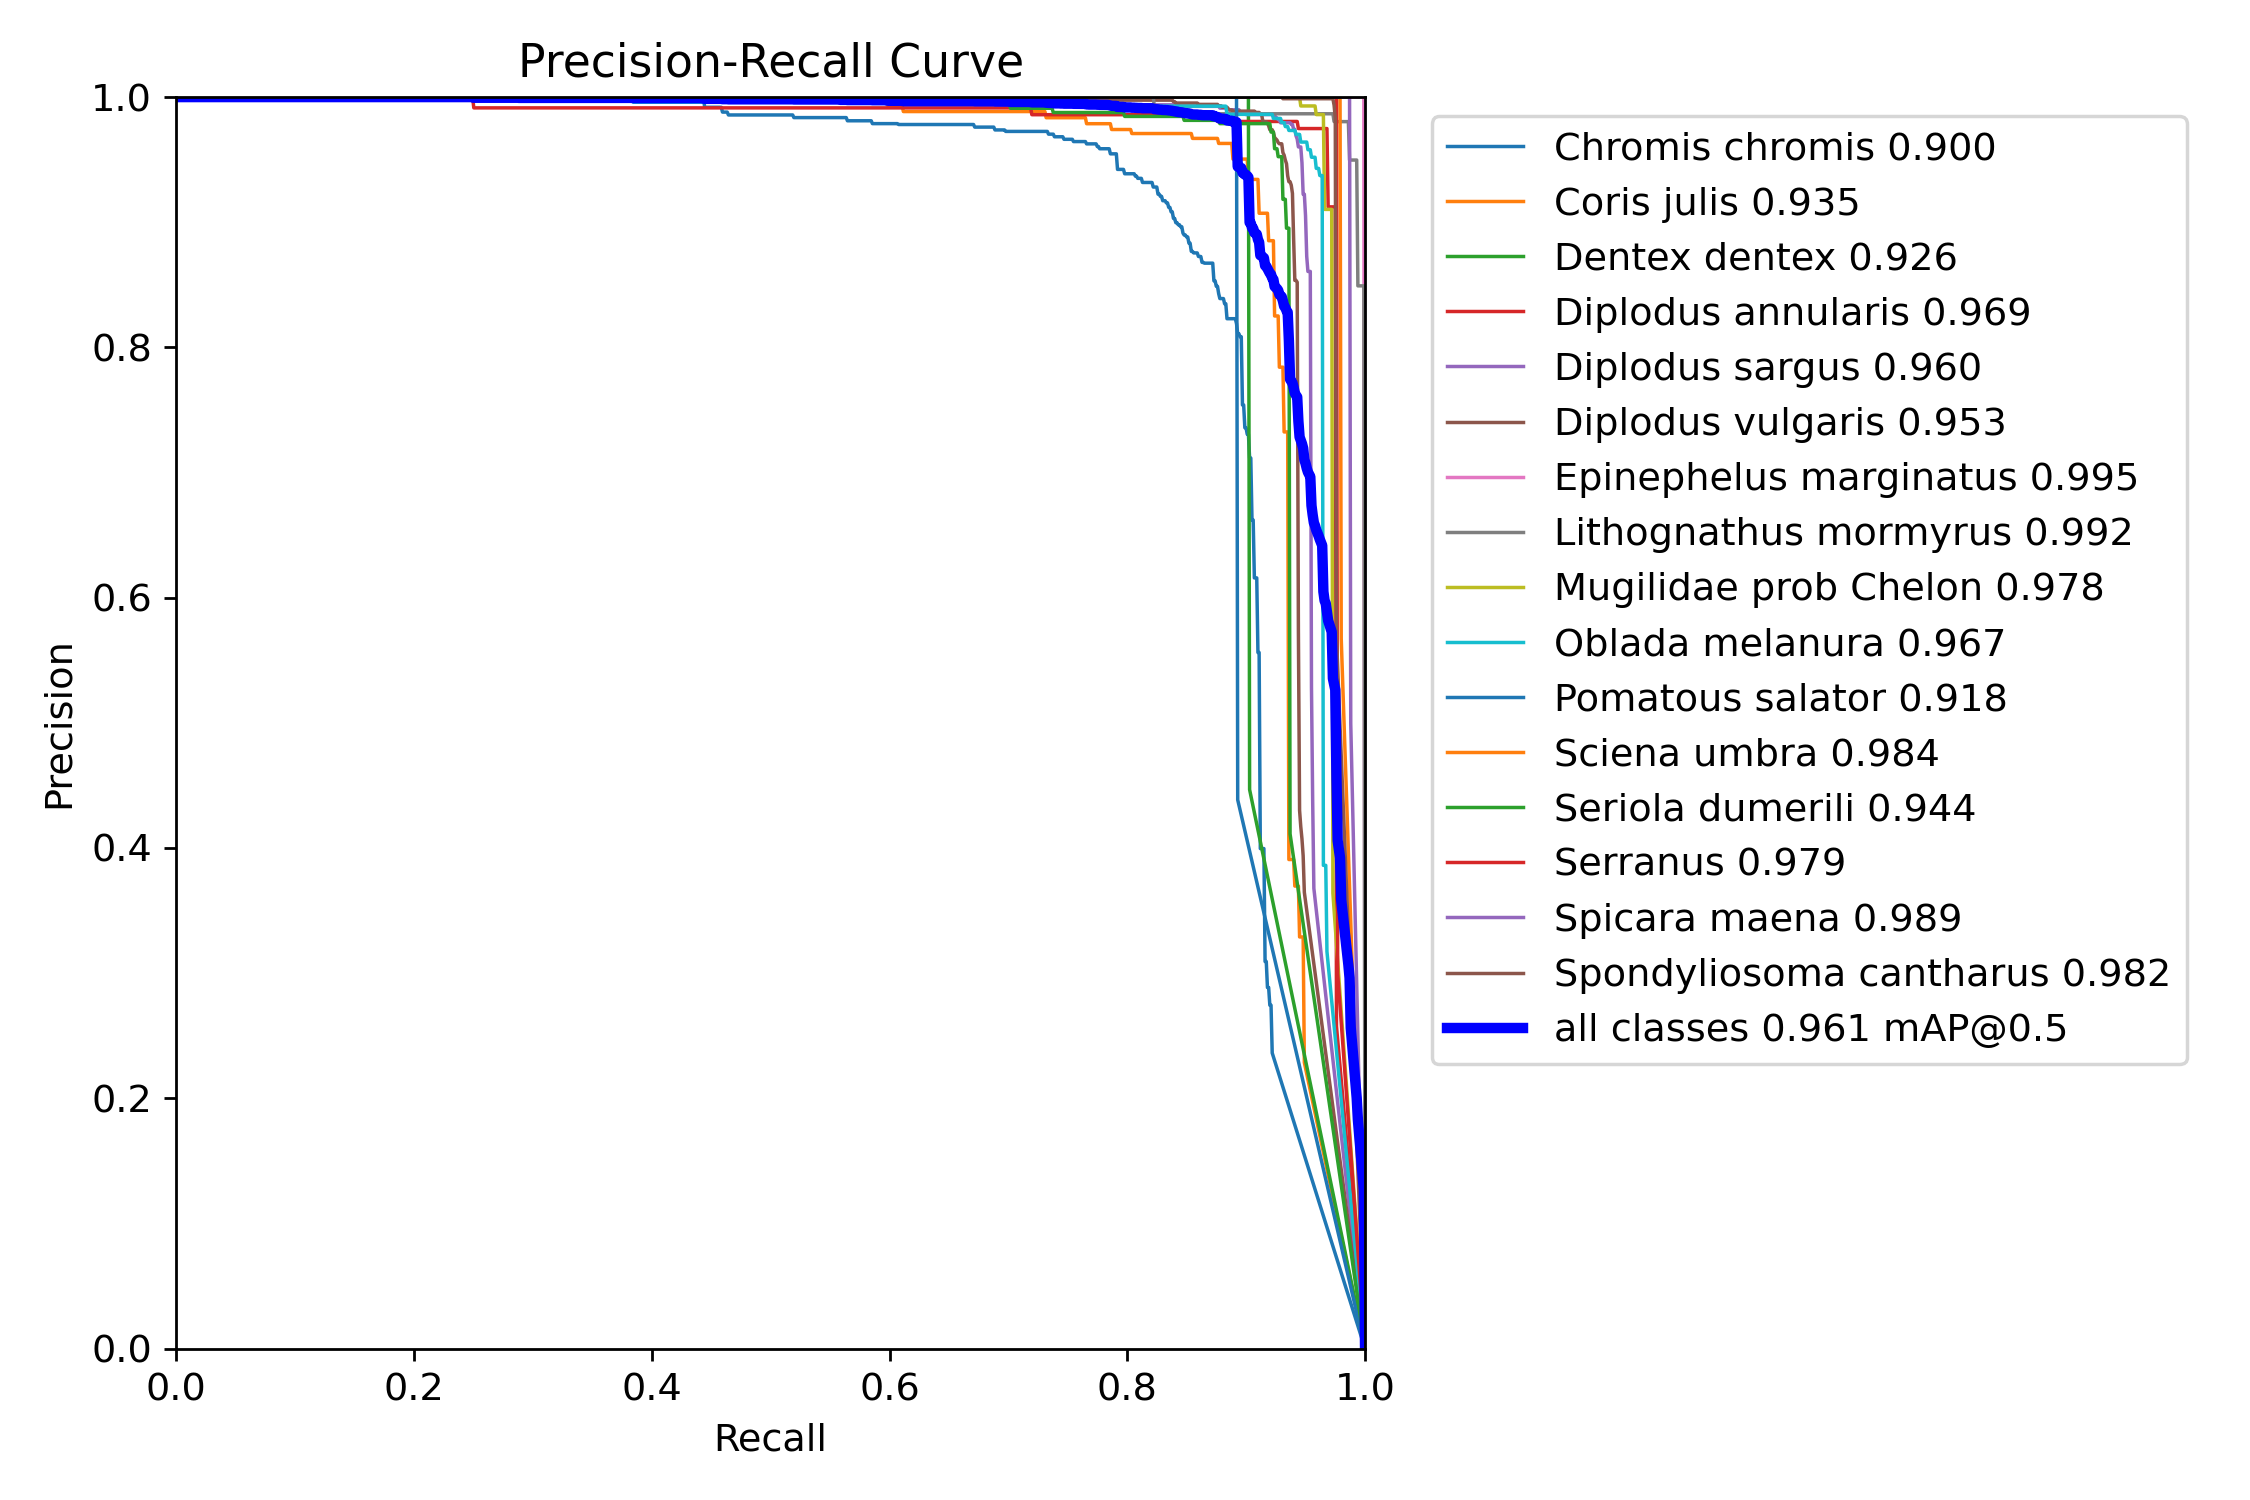 Precision-Recall Curve
1.0
0.8
0.6
0.4
0.2
0.0
Precision
0.0 0.2 0.4 0.6 0.8 1.0
Recall
Chromis chromis 0.900
Coris julis 0.935
Dentex dentex 0.926
Diplodus annularis 0.969
Diplodus sargus 0.960
Diplodus vulgaris 0.953
Epinephelus marginatus 0.995
Lithognathus mormyrus 0.992
Mugilidae prob Chelon 0.978
Oblada melanura 0.967
Pomatous salator 0.918
Sciena umbra 0.984
Seriola dumerili 0.944
Serranus 0.979
Spicara maena 0.989
Spondyliosoma cantharus 0.982
all classes 0.961 mAP@0.5